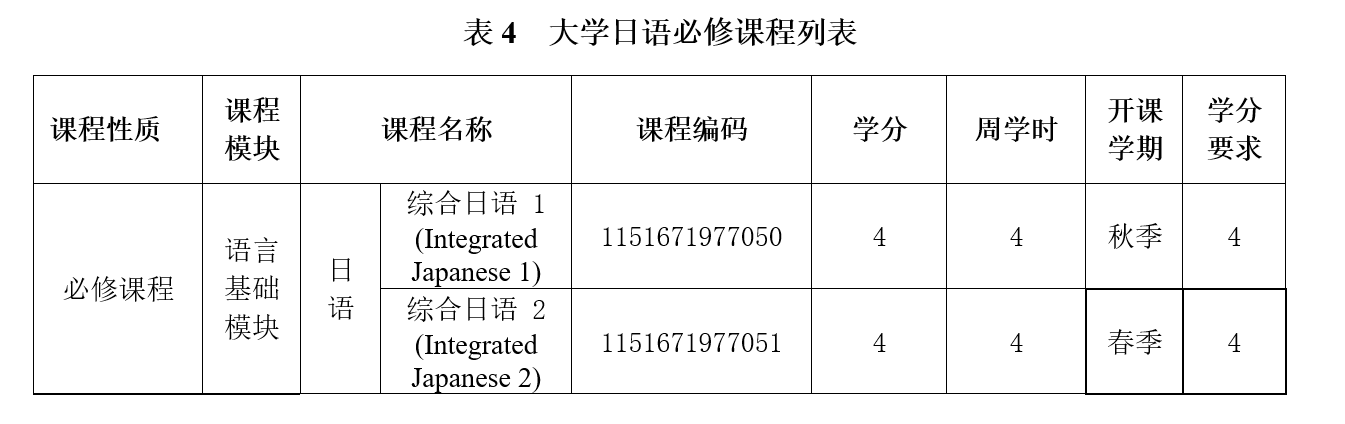 表 4 大学日语必修课程列表
课程性质
课程
模块
课程名称
课程编码
学分
周学时
开课
学期
学分
要求
必修课程
语言
基础
模块
日
语
综合日语 1
(Integrated
Japanese 1)
1151671977050
4
4
秋季
4
综合日语 2
(Integrated
Japanese 2)
1151671977051
4
4
春季
4